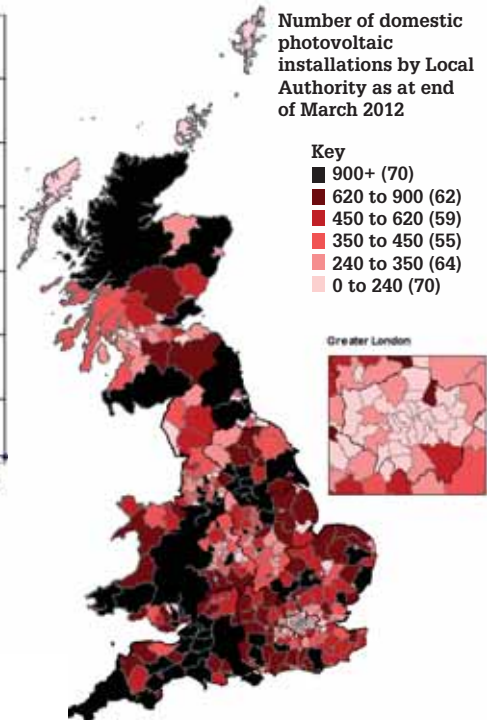 Number of domestic
photovoltaic
installations by Local
Authority as at end
of March 2012
Key
900+ (70)
620 to 900 (62)
450 to 620 (59)
350 to 450 (55)
240 to 350 (64)
0 to 240 (70)
Greater London